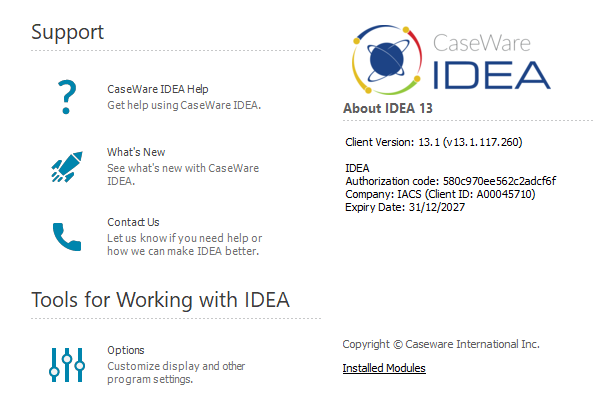 Support
CaseWare IDEA Help
Get help using CaseWare IDEA.
What's New
See what's new with CaseWare
IDEA.
Contact Us
Let us know if you need help or
how we can make IDEA better.
Tools for Working with IDEA
Options
Customize display and other
program settings.
CaseWare
IDEA
About IDEA 13
Client Version: 13.1 (v13.1.117.260)
IDEA
Authorization code: 580c970ee562c2adcf6f
Company: IACS (Client ID: A00045710)
Expiry Date: 31/12/2027
Copyright © Caseware International Inc.
Installed Modules